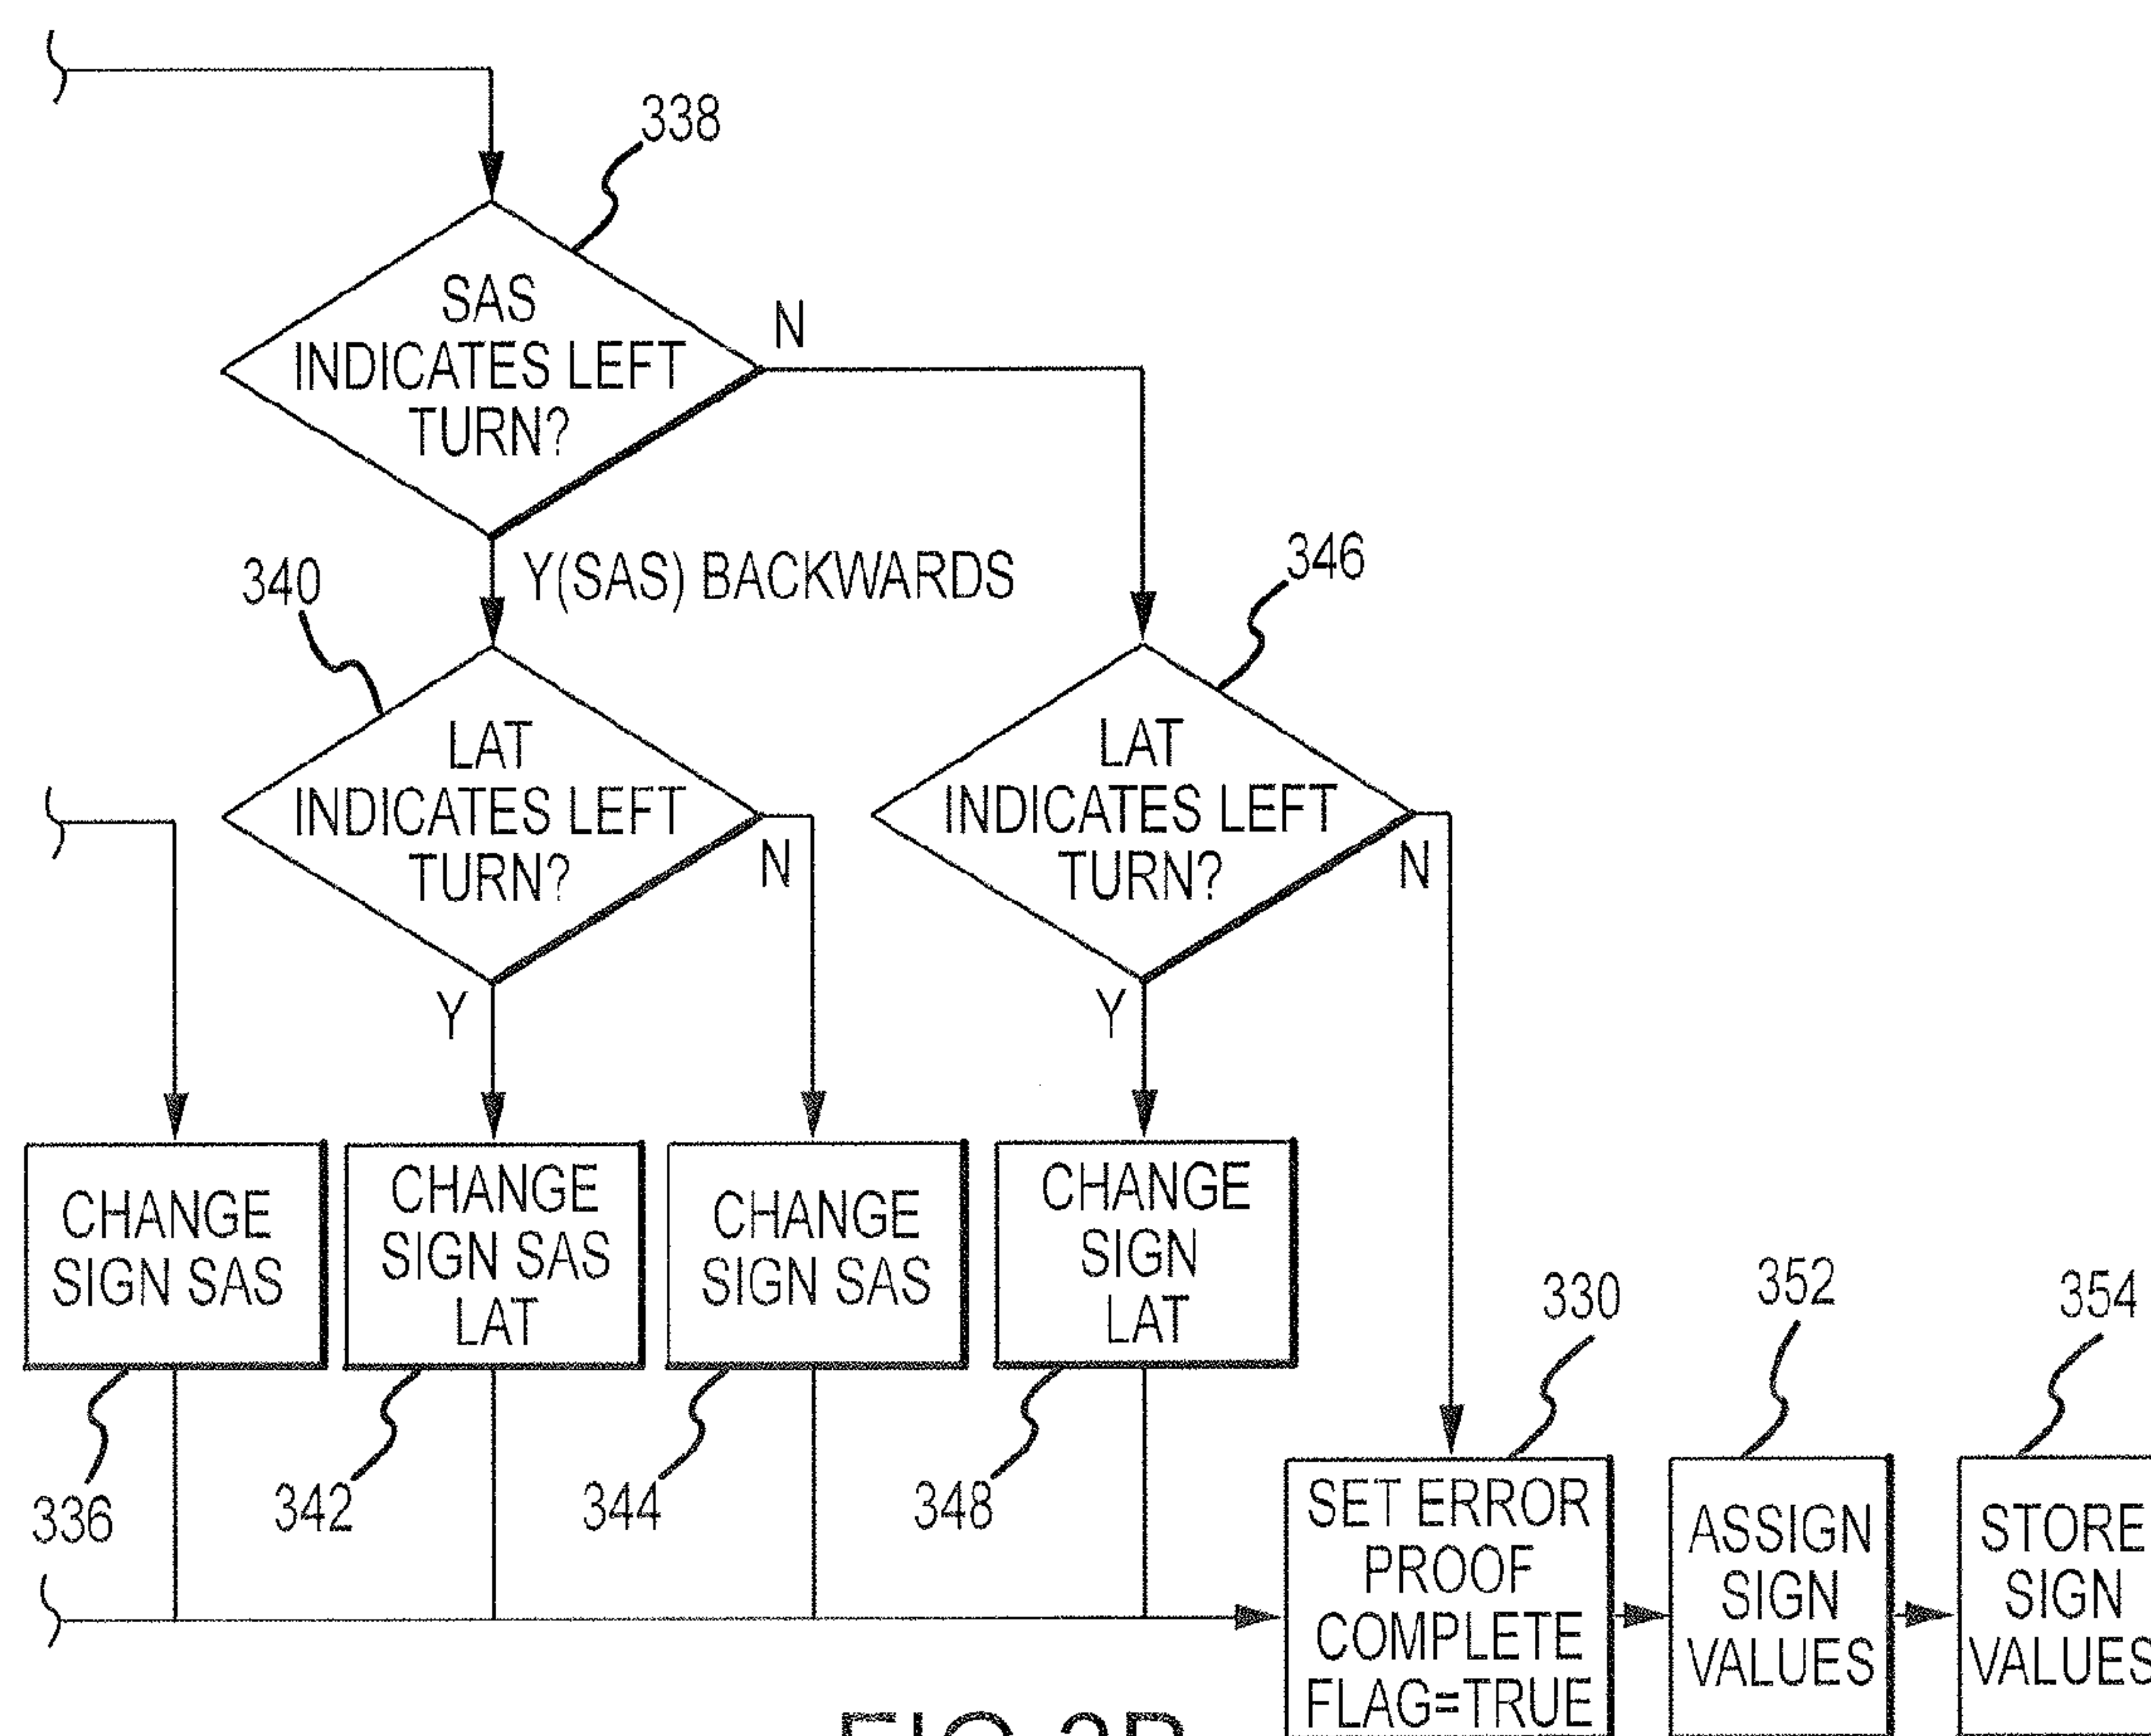 338
SAS
INDICATES LEFT
TURN?
N
Y(SAS) BACKWARDS
340
346
LAT
INDICATES LEFT
TURN?
N
Y
LAT
INDICATES LEFT
TURN?
N
Y
CHANGE
SIGN SAS
CHANGE
SIGN SAS
LAT
CHANGE
SIGN SAS
CHANGE
SIGN
LAT
336
342
344
348
330
352
354
SET ERROR
PROOF
COMPLETE
FLAG=TRUE
ASSIGN
SIGN
VALUES
STORE
SIGN
VALUES